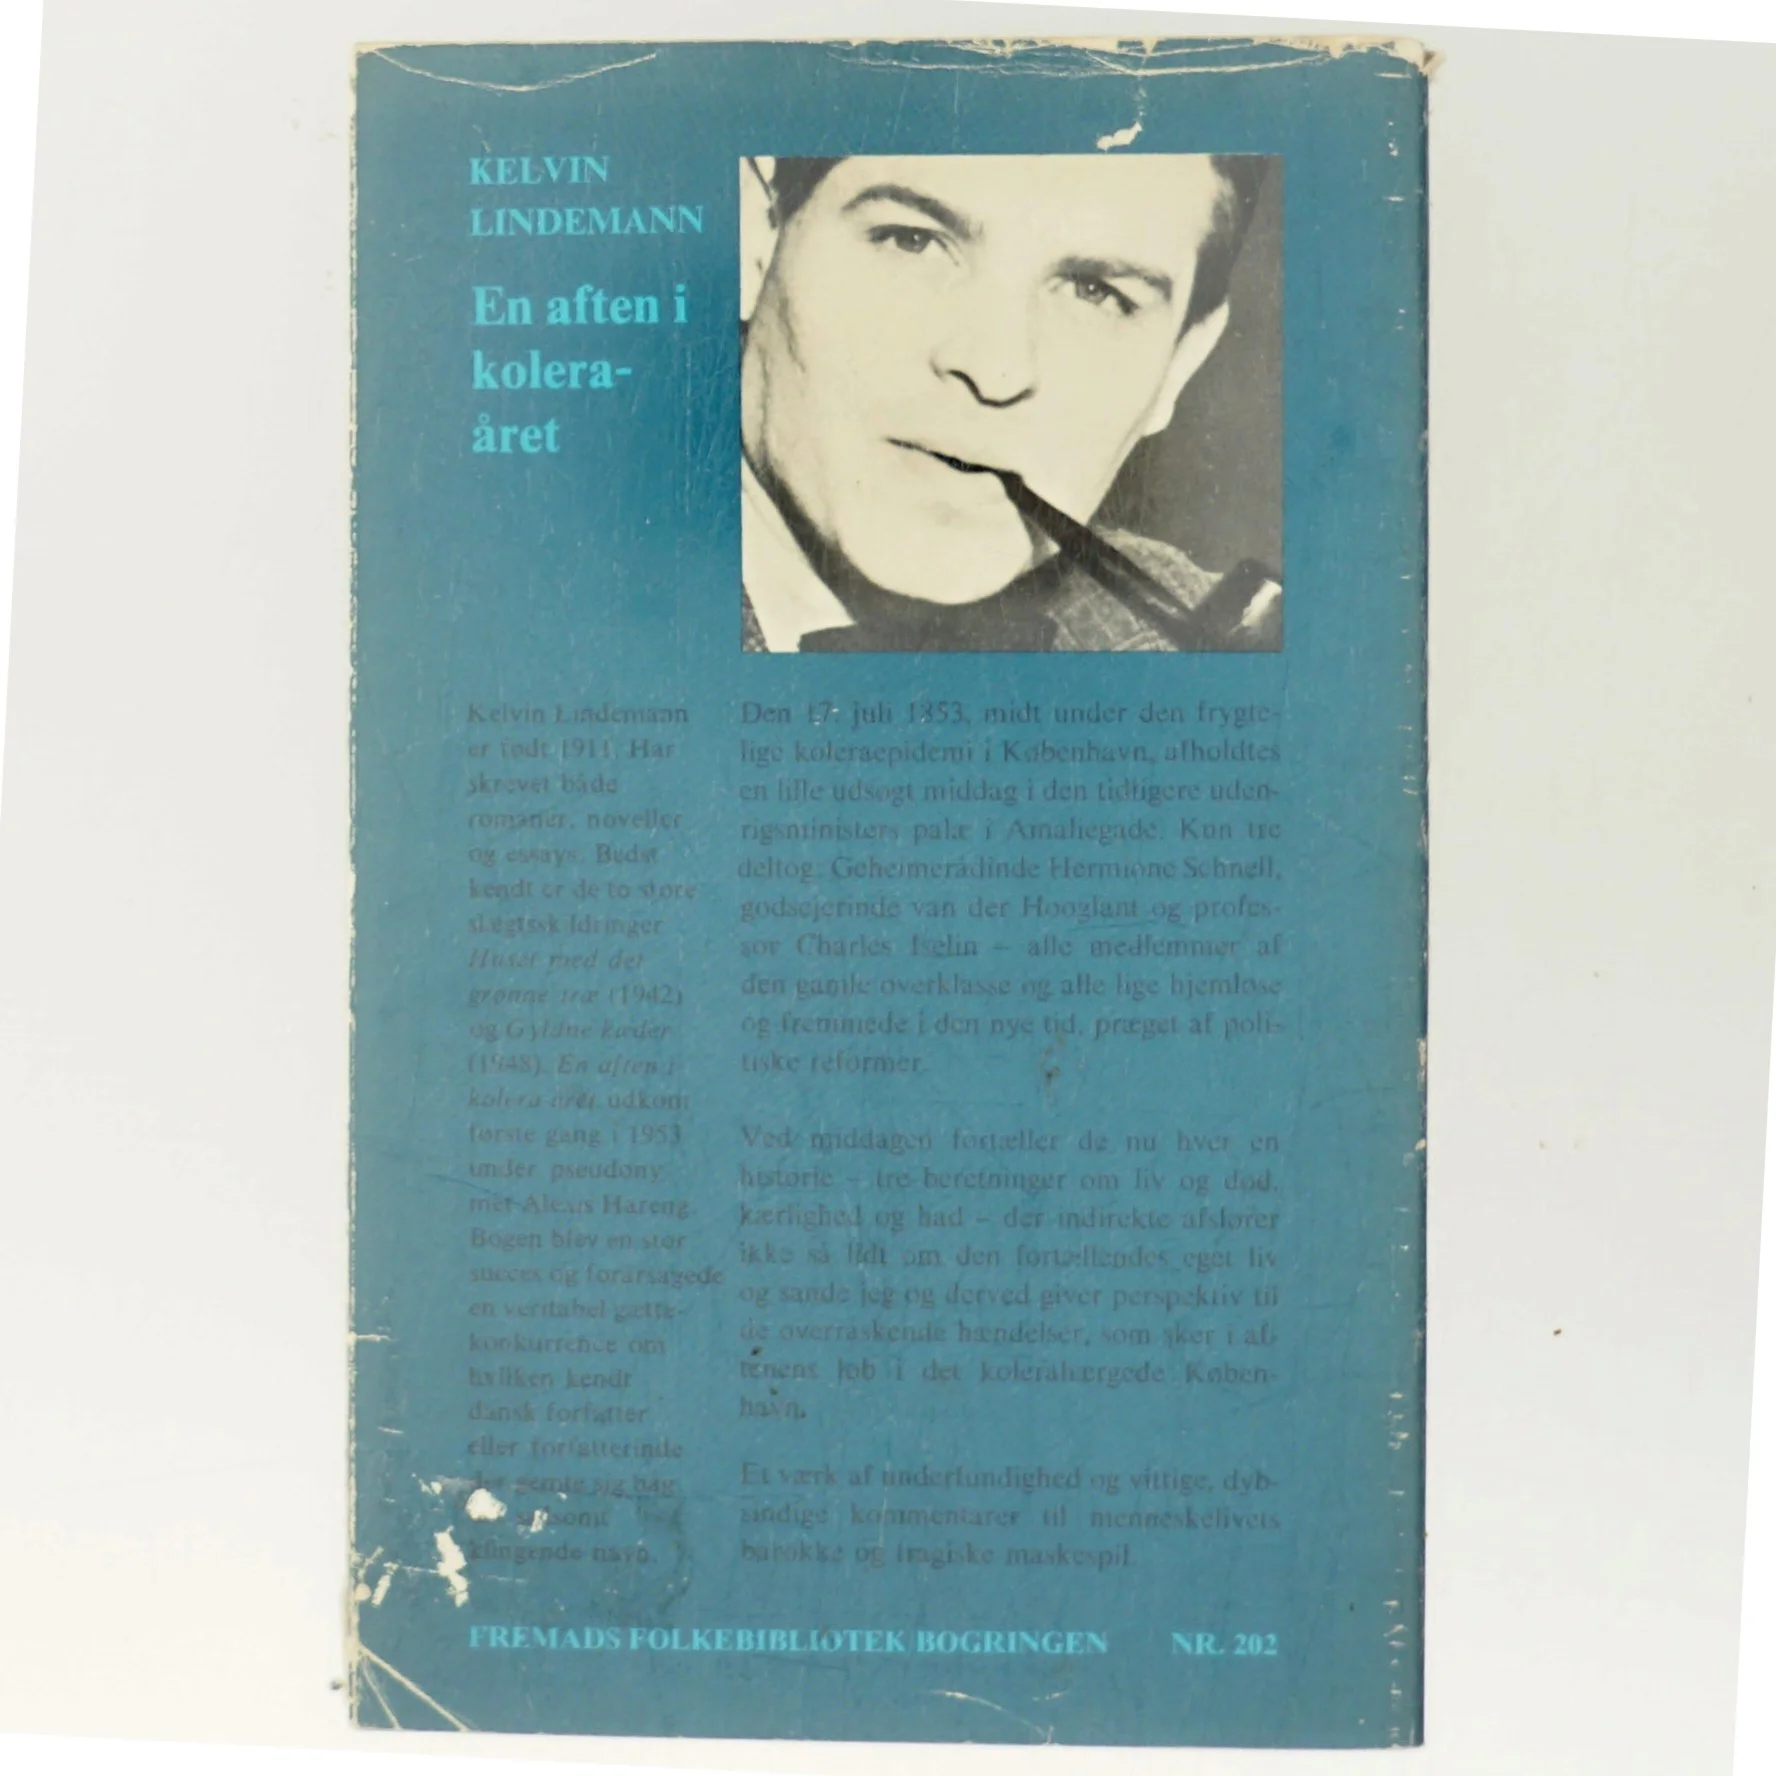 KELVIN
LINDEMANN
En aften i
kolera-
året
Kelvin Lindemann
er født 1911. Har
skrevet både
romaner, noveller
og essays. Bedst
kendt er de to store
slægtsskildringer
Huset med det
grønne træ (1942)
og Gyldne kæder
(1948). En aften i
kolera-året udkom
første gang i 1953
under pseudony-
met Alexis Hareng.
Bogen blev en stor
succes og forårsagede
en veritabel gætte-
konkurrence om
hvilken kendt
dansk forfatter
eller forfatterinde
der gemte sig bag
klingende navn.
Den 17. juli 1853, midt under den frygte-
lige koleraepidemi i København, afholdtes
en lille udsøgt middag i den tidligere uden-
rigsministers palæ i Amaliegade. Kun tre
deltog: Geheimerådinde Hermione Schnell,
godsejerinde van der Hooglant og profes-
sor Charles Iselin – alle medlemmer af
den gamle overklasse og alle lige hjemløse
og fremmede i den nye tid, præget af poli-
tiske reformer.
Ved middagen fortæller de nu hver en
historie – tre beretninger om liv og død,
kærlighed og had – der indirekte afslører
ikke så lidt om den fortællendes eget liv
og sande jeg og derved giver perspektiv til
de overraskende hændelser, som sker i af-
tenens løb i det kolerahærgede Køben-
havn.
Et værk af underfundighed og vittige, dyb-
sindige kommentarer til menneskelivets
barokke og tragiske maskespil.
FREMADS FOLKEBIBLIOTEK BOGRINGEN NR. 202